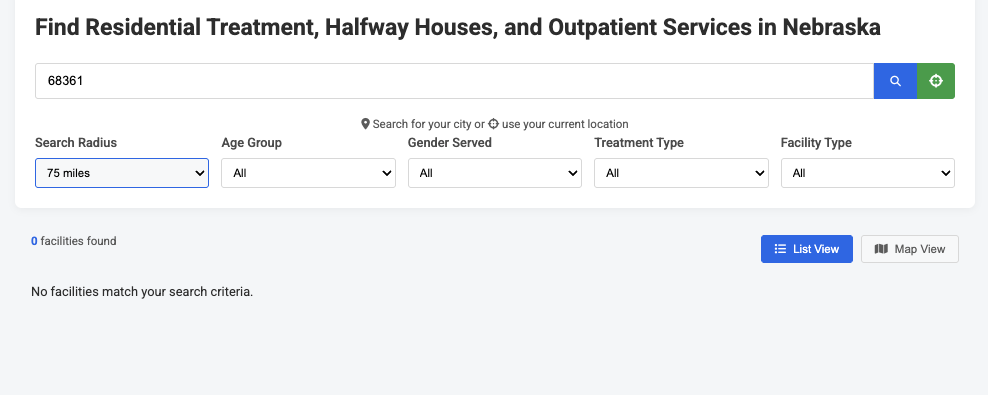 Find Residential Treatment, Halfway Houses, and Outpatient Services in Nebraska
68361
Search for your city or use your current location
Search Radius Age Group Gender Served Treatment Type Facility Type
75 miles All All All All
0 facilities found List View Map View
No facilities match your search criteria.